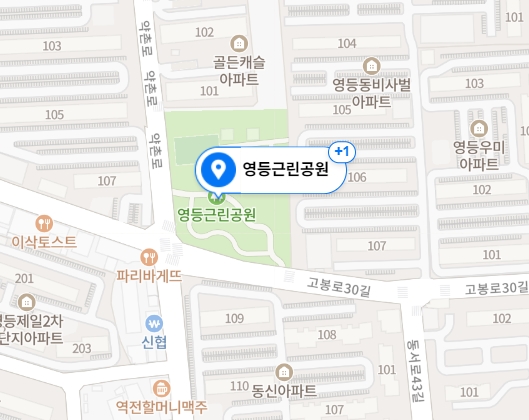 101
102
103
약촌로
약촌로
약촌로
골든캐슬
아파트
101
104
영등동비사벌
아파트
105
103
105
영등우미
아파트
102
107
+1
영등근린공원
영등근린공원
106
107
101
이삭토스트
파리바게뜨
고봉로30길
고봉로30길
201
등제일2차
단지아파트
203
신협
109
108
102
동서로43길
110
동신아파트
101
101
107
역전할머니맥주